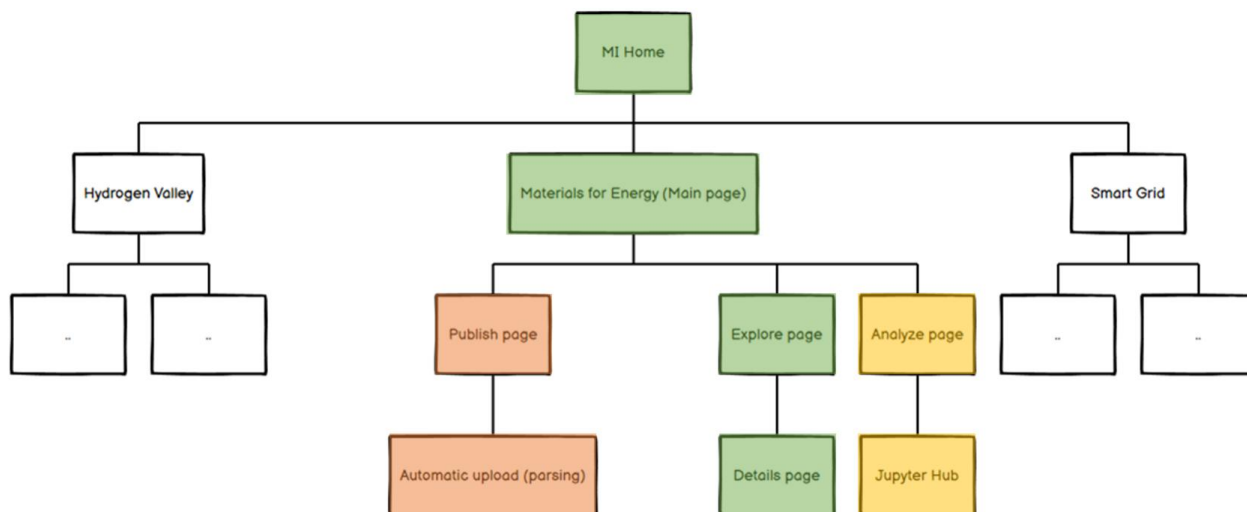 MI Home
Hydrogen Valley
Materials for Energy (Main page)
Smart Grid
..
..
Publish page
Explore page
Analyze page
..
..
Automatic upload (parsing)
Details page
Jupyter Hub